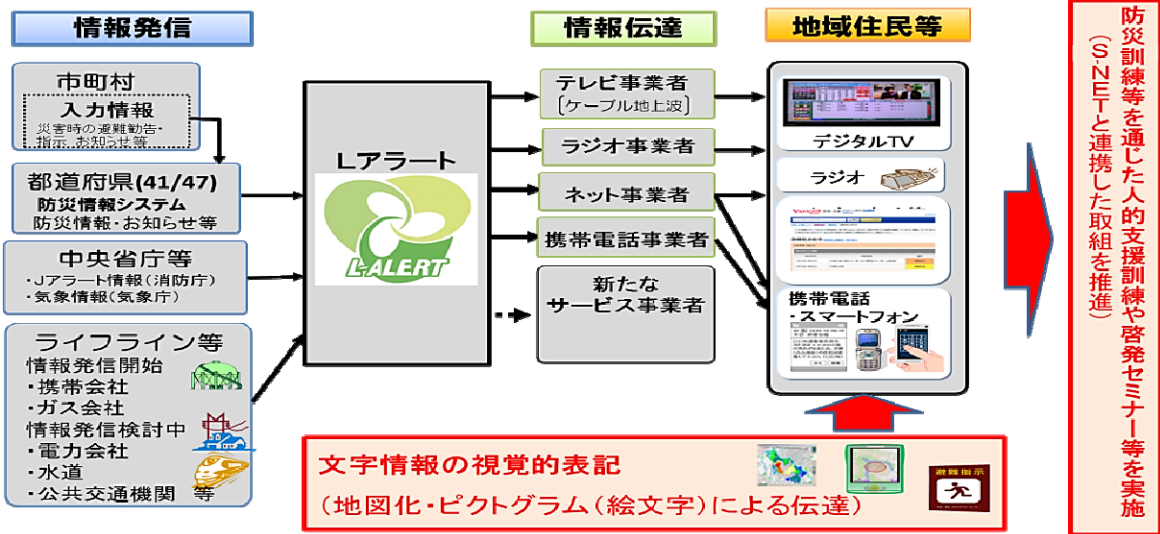 情報発信
情報伝達
地域住民等
市町村
入力情報
災害時の避難勧告・
指示、お知らせ等
都道府県(41/47)
防災情報システム
防災情報・お知らせ等
中央省庁等
・Jアラート情報(消防庁)
・気象情報(気象庁)
ライフライン等
情報発信開始
・携帯会社
・ガス会社
情報発信検討中
・電力会社
・水道
・公共交通機関 等
Lアラート
L-ALERT
テレビ事業者
(ケーブル地上波)
ラジオ事業者
ネット事業者
携帯電話事業者
新たな
サービス事業者
デジタルTV
ラジオ
携帯電話
・スマートフォン
文字情報の視覚的表記
(地図化・ピクトグラム(絵文字)による伝達)
避難指示
防災訓練等を通じた人的支援訓練や啓発セミナー等を実施
(S-NETと連携した取組を推進)